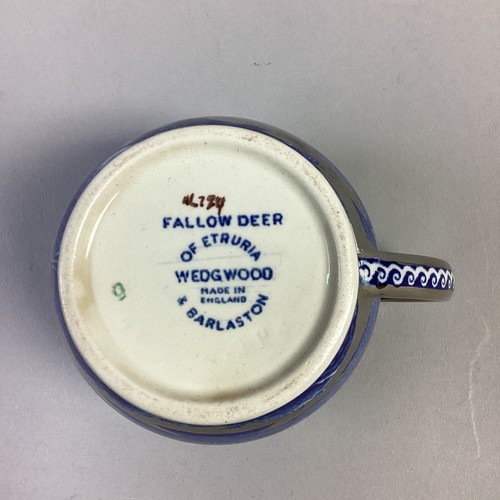 FALLOW DEER
OF ETRURIA
WEDGWOOD
MADE IN
ENGLAND
& BARLASTON